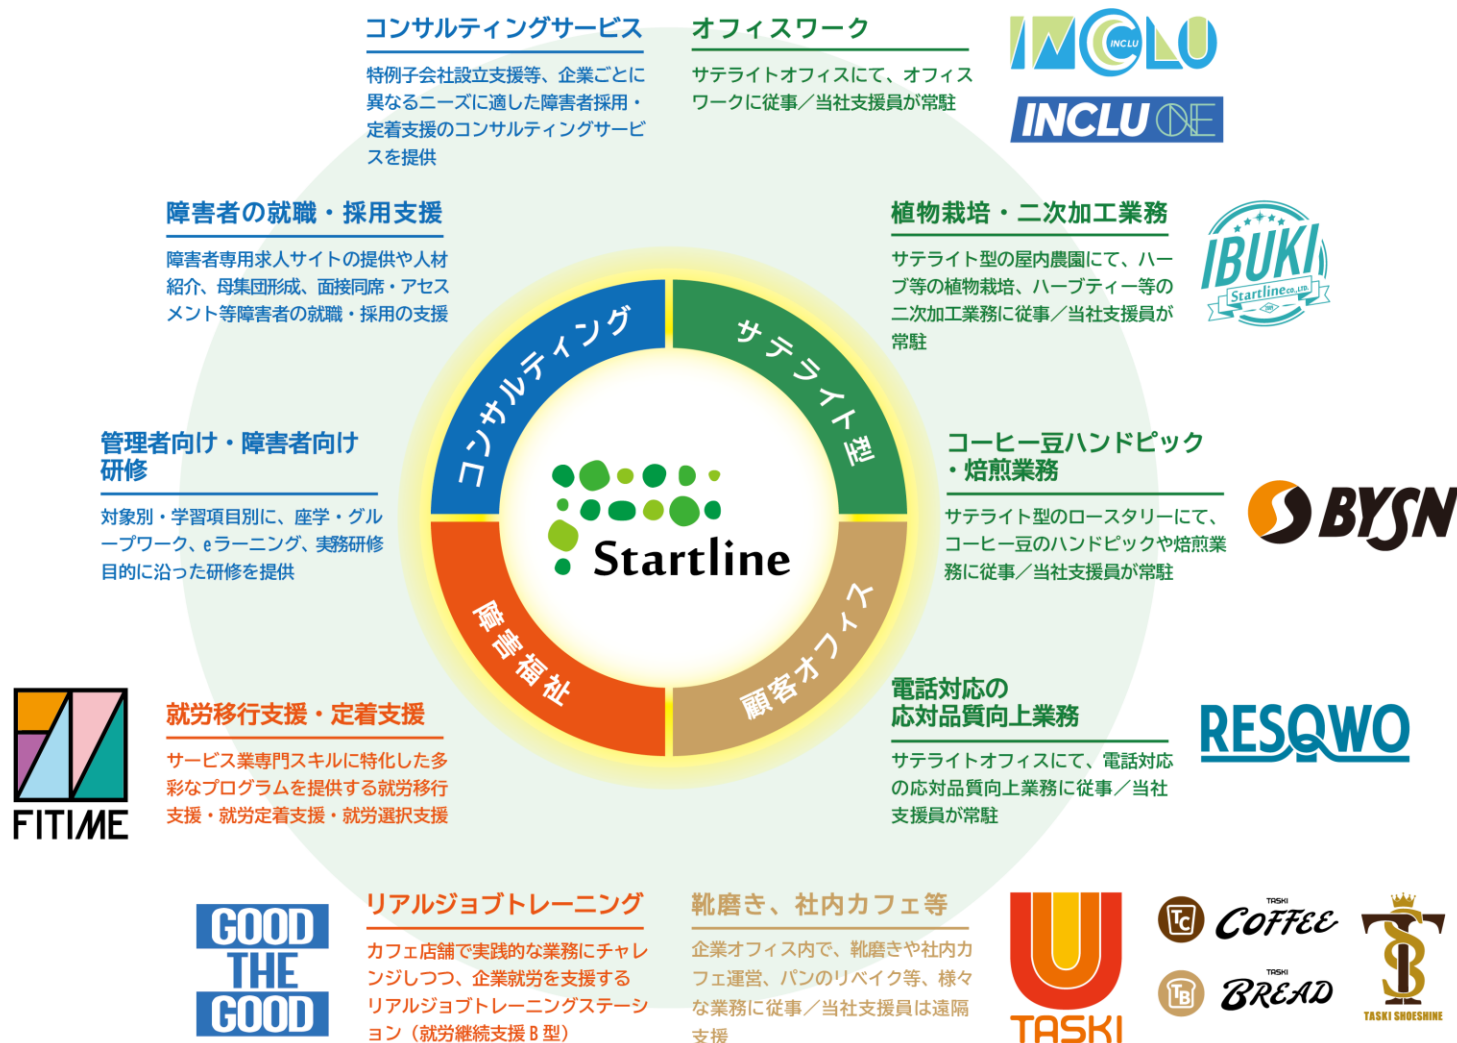 コンサルティングサービス
特例子会社設立支援等、企業ごとに
異なるニーズに適した障害者採用・
定着支援のコンサルティングサービ
スを提供
オフィスワーク
サテライトオフィスにて、オフィス
ワークに従事／当社支援員が常駐
INCLU
INCLU
INCLU ONE
障害者の就職・採用支援
障害者専用求人サイトの提供や人材
紹介、母集団形成、面接同席・アセス
メント等障害者の就職・採用の支援
植物栽培・二次加工業務
サテライト型の屋内農園にて、ハー
ブ等の植物栽培、ハーブティー等の
二次加工業務に従事／当社支援員が
常駐
IBUKI
Startline co.,LTD.
コンサルティング
サテライト型
管理者向け・障害者向け
研修
対象別・学習項目別に、座学・グル
ープワーク、eラーニング、実務研修
目的に沿った研修を提供
Startline
コーヒー豆ハンドピック
・焙煎業務
サテライト型のロースタリーにて、
コーヒー豆のハンドピックや焙煎業
務に従事／当社支援員が常駐
BYSN
障害福祉
顧客オフィス
FITIME
就労移行支援・定着支援
サービス業専門スキルに特化した多
彩なプログラムを提供する就労移行
支援・就労定着支援・就労選択支援
電話対応の
応対品質向上業務
サテライトオフィスにて、電話対応
の応対品質向上業務に従事／当社
支援員が常駐
RESQWO
GOOD
THE
GOOD
リアルジョブトレーニング
カフェ店舗で実践的な業務にチャレ
ンジしつつ、企業就労を支援する
リアルジョブトレーニングステーシ
ョン（就労継続支援B型）
靴磨き、社内カフェ等
企業オフィス内で、靴磨きや社内カ
フェ運営、パンのリベイク等、様々
な業務に従事／当社支援員は遠隔
支援
TASKI
TC
TASKI
COFFEE
TB
TASKI
BREAD
TS
TASKI SHOESHINE